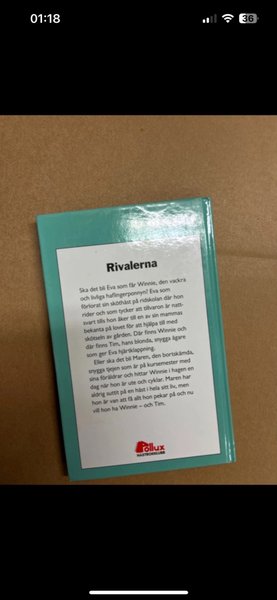 01:18
36
Rivalerna
Ska det bli Eva som får Winnie, den vackra
och livliga haflingerponnyn? Eva som
förlorat sin sköthäst på ridskolan där hon
rider och som tycker att tillvaron är natt-
svart tills hon åker till en av sin mammas
bekanta på lovet för att hjälpa till med
skötseln av gården. Där finns Winnie och
där finns Tim, hans blonda, snygga ägare
som ger Eva hjärtklappning.
Eller ska det bli Maren, den bortskämda,
snygga tjejen som är på kursemester med
sina föräldrar och hittar Winnie i hagen en
dag när hon är ute och cyklar. Maren har
aldrig suttit på en häst i hela sitt liv, men
hon är van att få allt hon pekar på och nu
vill hon ha Winnie – och Tim.
Pollux
HÄSTBOKKLUBB